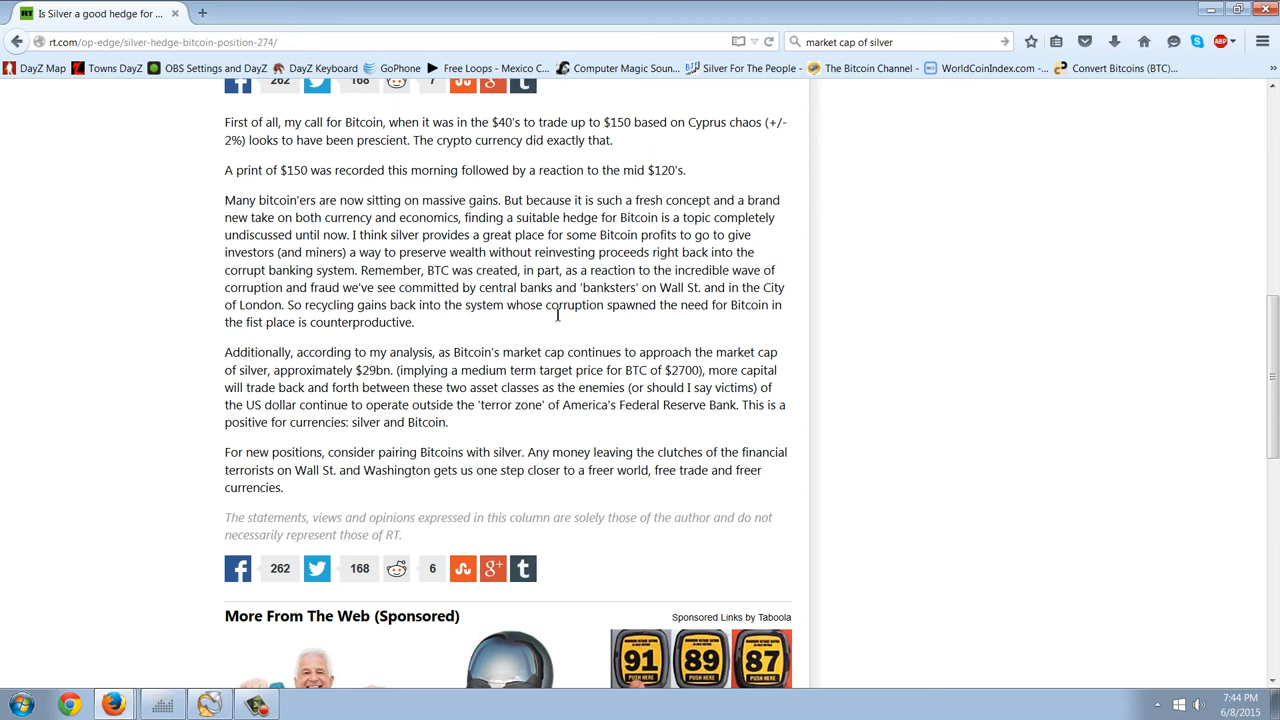 Is Silver a good hedge for ...
rt.com/op-edge/silver-hedge-bitcoin-position-274/
market cap of silver
DayZ Map
Towns DayZ
OBS Settings and DayZ
DayZ Keyboard
GoPhone
Free Loops - Mexico C...
Computer Magic Soun...
Silver For The People - ...
The Bitcoin Channel - ...
WorldCoinIndex.com -...
Convert Bitcoins (BTC)...
262
168
7
First of all, my call for Bitcoin, when it was in the $40's to trade up to $150 based on Cyprus chaos (+/-
2%) looks to have been prescient. The crypto currency did exactly that.
A print of $150 was recorded this morning followed by a reaction to the mid $120's.
Many bitcoin'ers are now sitting on massive gains. But because it is such a fresh concept and a brand
new take on both currency and economics, finding a suitable hedge for Bitcoin is a topic completely
undiscussed until now. I think silver provides a great place for some Bitcoin profits to go to give
investors (and miners) a way to preserve wealth without reinvesting proceeds right back into the
corrupt banking system. Remember, BTC was created, in part, as a reaction to the incredible wave of
corruption and fraud we've see committed by central banks and 'banksters' on Wall St. and in the City
of London. So recycling gains back into the system whose corruption spawned the need for Bitcoin in
the fist place is counterproductive.
Additionally, according to my analysis, as Bitcoin's market cap continues to approach the market cap
of silver, approximately $29bn. (implying a medium term target price for BTC of $2700), more capital
will trade back and forth between these two asset classes as the enemies (or should I say victims) of
the US dollar continue to operate outside the 'terror zone' of America's Federal Reserve Bank. This is a
positive for currencies: silver and Bitcoin.
For new positions, consider pairing Bitcoins with silver. Any money leaving the clutches of the financial
terrorists on Wall St. and Washington gets us one step closer to a freer world, free trade and freer
currencies.
The statements, views and opinions expressed in this column are solely those of the author and do not
necessarily represent those of RT.
262
168
6
More From The Web (Sponsored)
Sponsored Links by Taboola
91
89
87
PUSH HERE
PUSH HERE
PUSH HERE
7:44 PM
6/8/2015